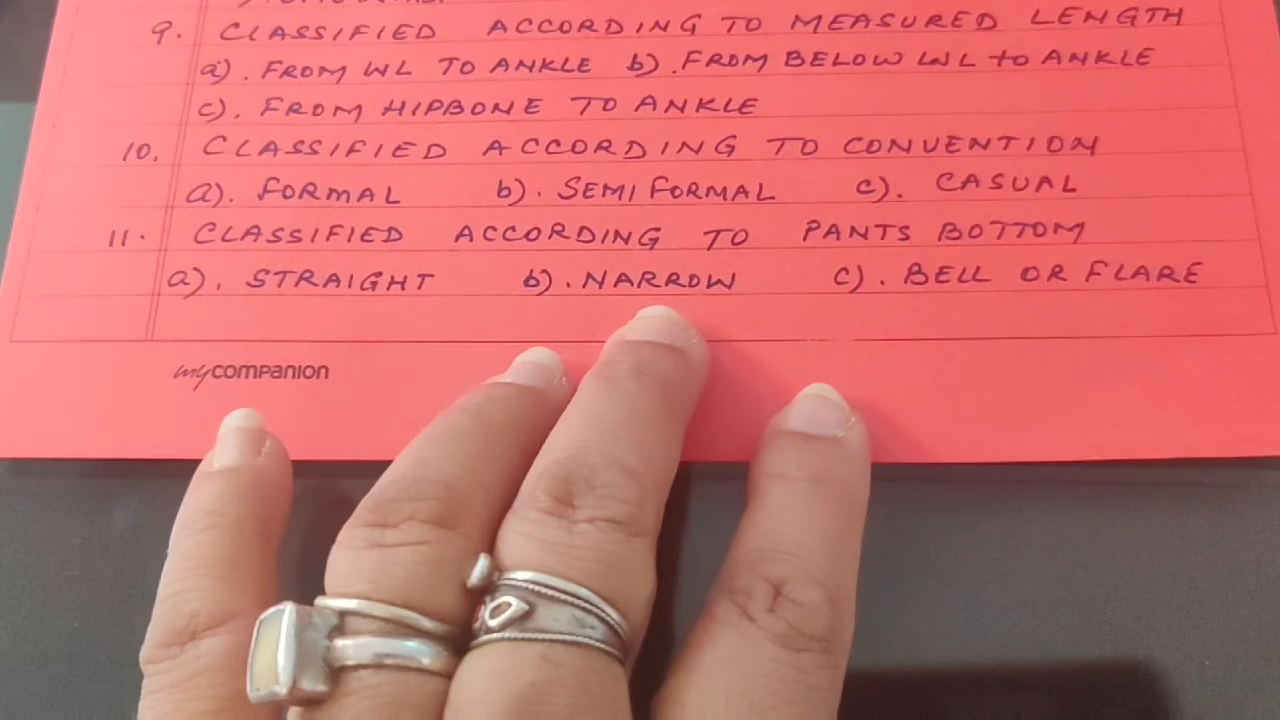 9. CLASSIFIED ACCORDING TO MEASURED LENGTH
a). FROM WL TO ANKLE b). FROM BELOW WL to ANKLE
c). FROM HIPBONE TO ANKLE
10. CLASSIFIED ACCORDING TO CONVENTION
a). FORMAL b). SEMI FORMAL c). CASUAL
11. CLASSIFIED ACCORDING TO PANTS BOTTOM
a). STRAIGHT b). NARROW c). BELL OR FLARE
mycompanion